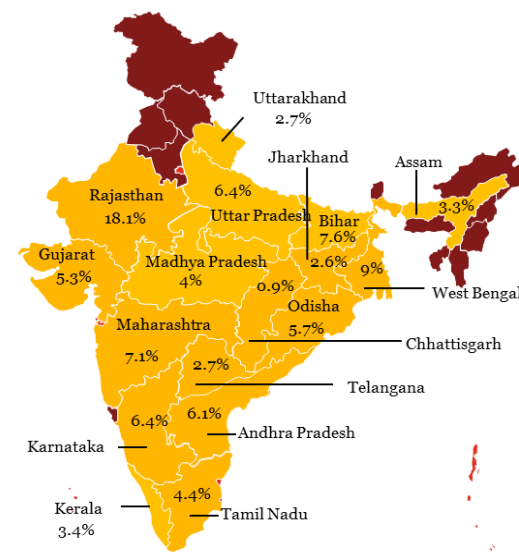 Uttarakhand
2.7%
Jharkhand
Assam
Rajasthan
18.1%
6.4%
Uttar Pradesh
Bihar
7.6%
3.3%
Gujarat
5.3%
Madhya Pradesh
4%
0.9%
2.6%
9%
West Bengal
Odisha
5.7%
Maharashtra
7.1%
Chhattisgarh
2.7%
Telangana
6.4%
6.1%
Andhra Pradesh
Karnataka
4.4%
Kerala
3.4%
Tamil Nadu